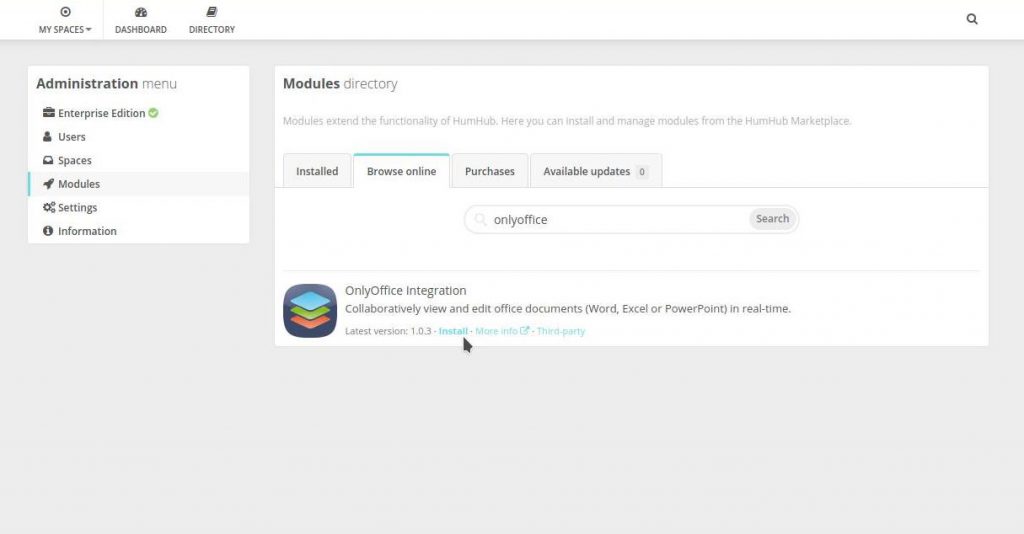 MY SPACES
DASHBOARD
DIRECTORY
Administration menu
Enterprise Edition
Users
Spaces
Modules
Settings
Information
Modules directory
Modules extend the functionality of HumHub. Here you can install and manage modules from the HumHub Marketplace.
Installed
Browse online
Purchases
Available updates 0
onlyoffice
Search
OnlyOffice Integration
Collaboratively view and edit office documents (Word, Excel or PowerPoint) in real-time.
Latest version: 1.0.3 · Install · More info · Third-party